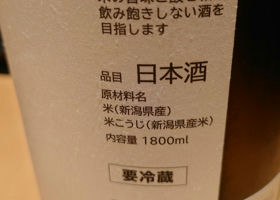 飲み飽きしない酒を
目指します
品目 日本酒
原材料名
米(新潟県産)
米こうじ(新潟県産米)
内容量 1800ml
要冷蔵